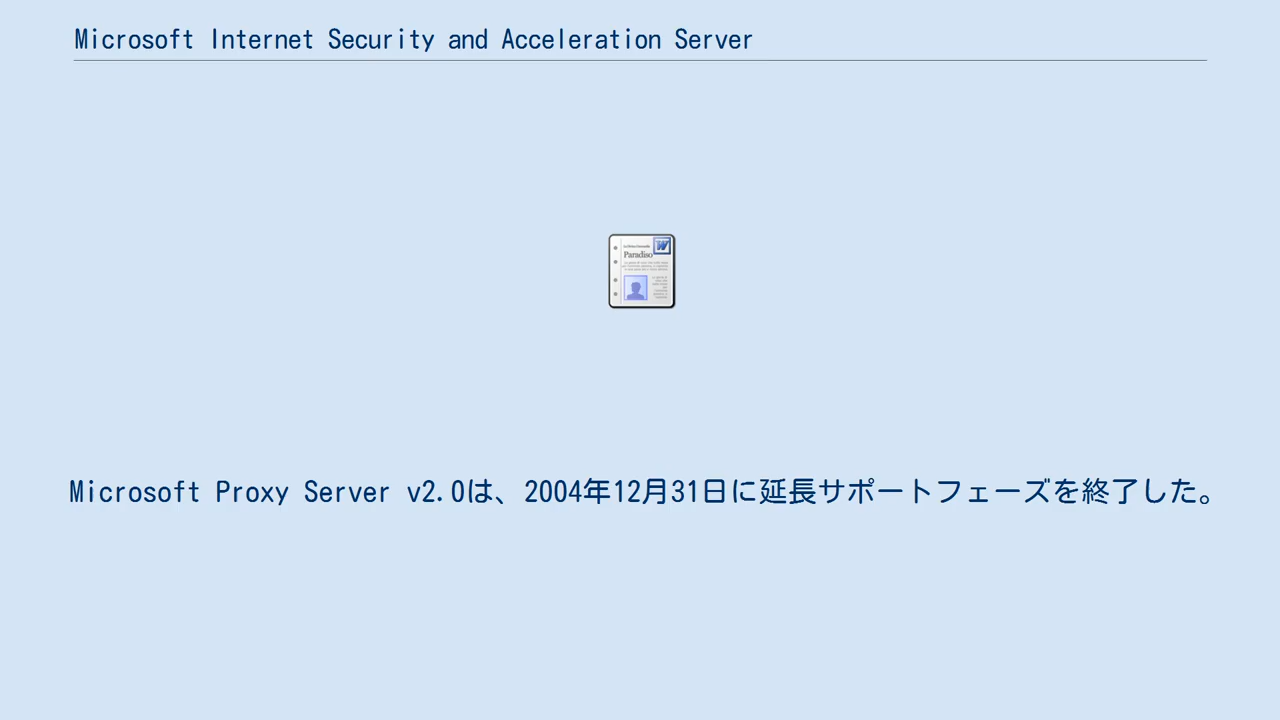 Microsoft Internet Security and Acceleration Server
Paradiso
Microsoft Proxy Server v2.0は、2004年12月31日に延長サポートフェーズを終了した。